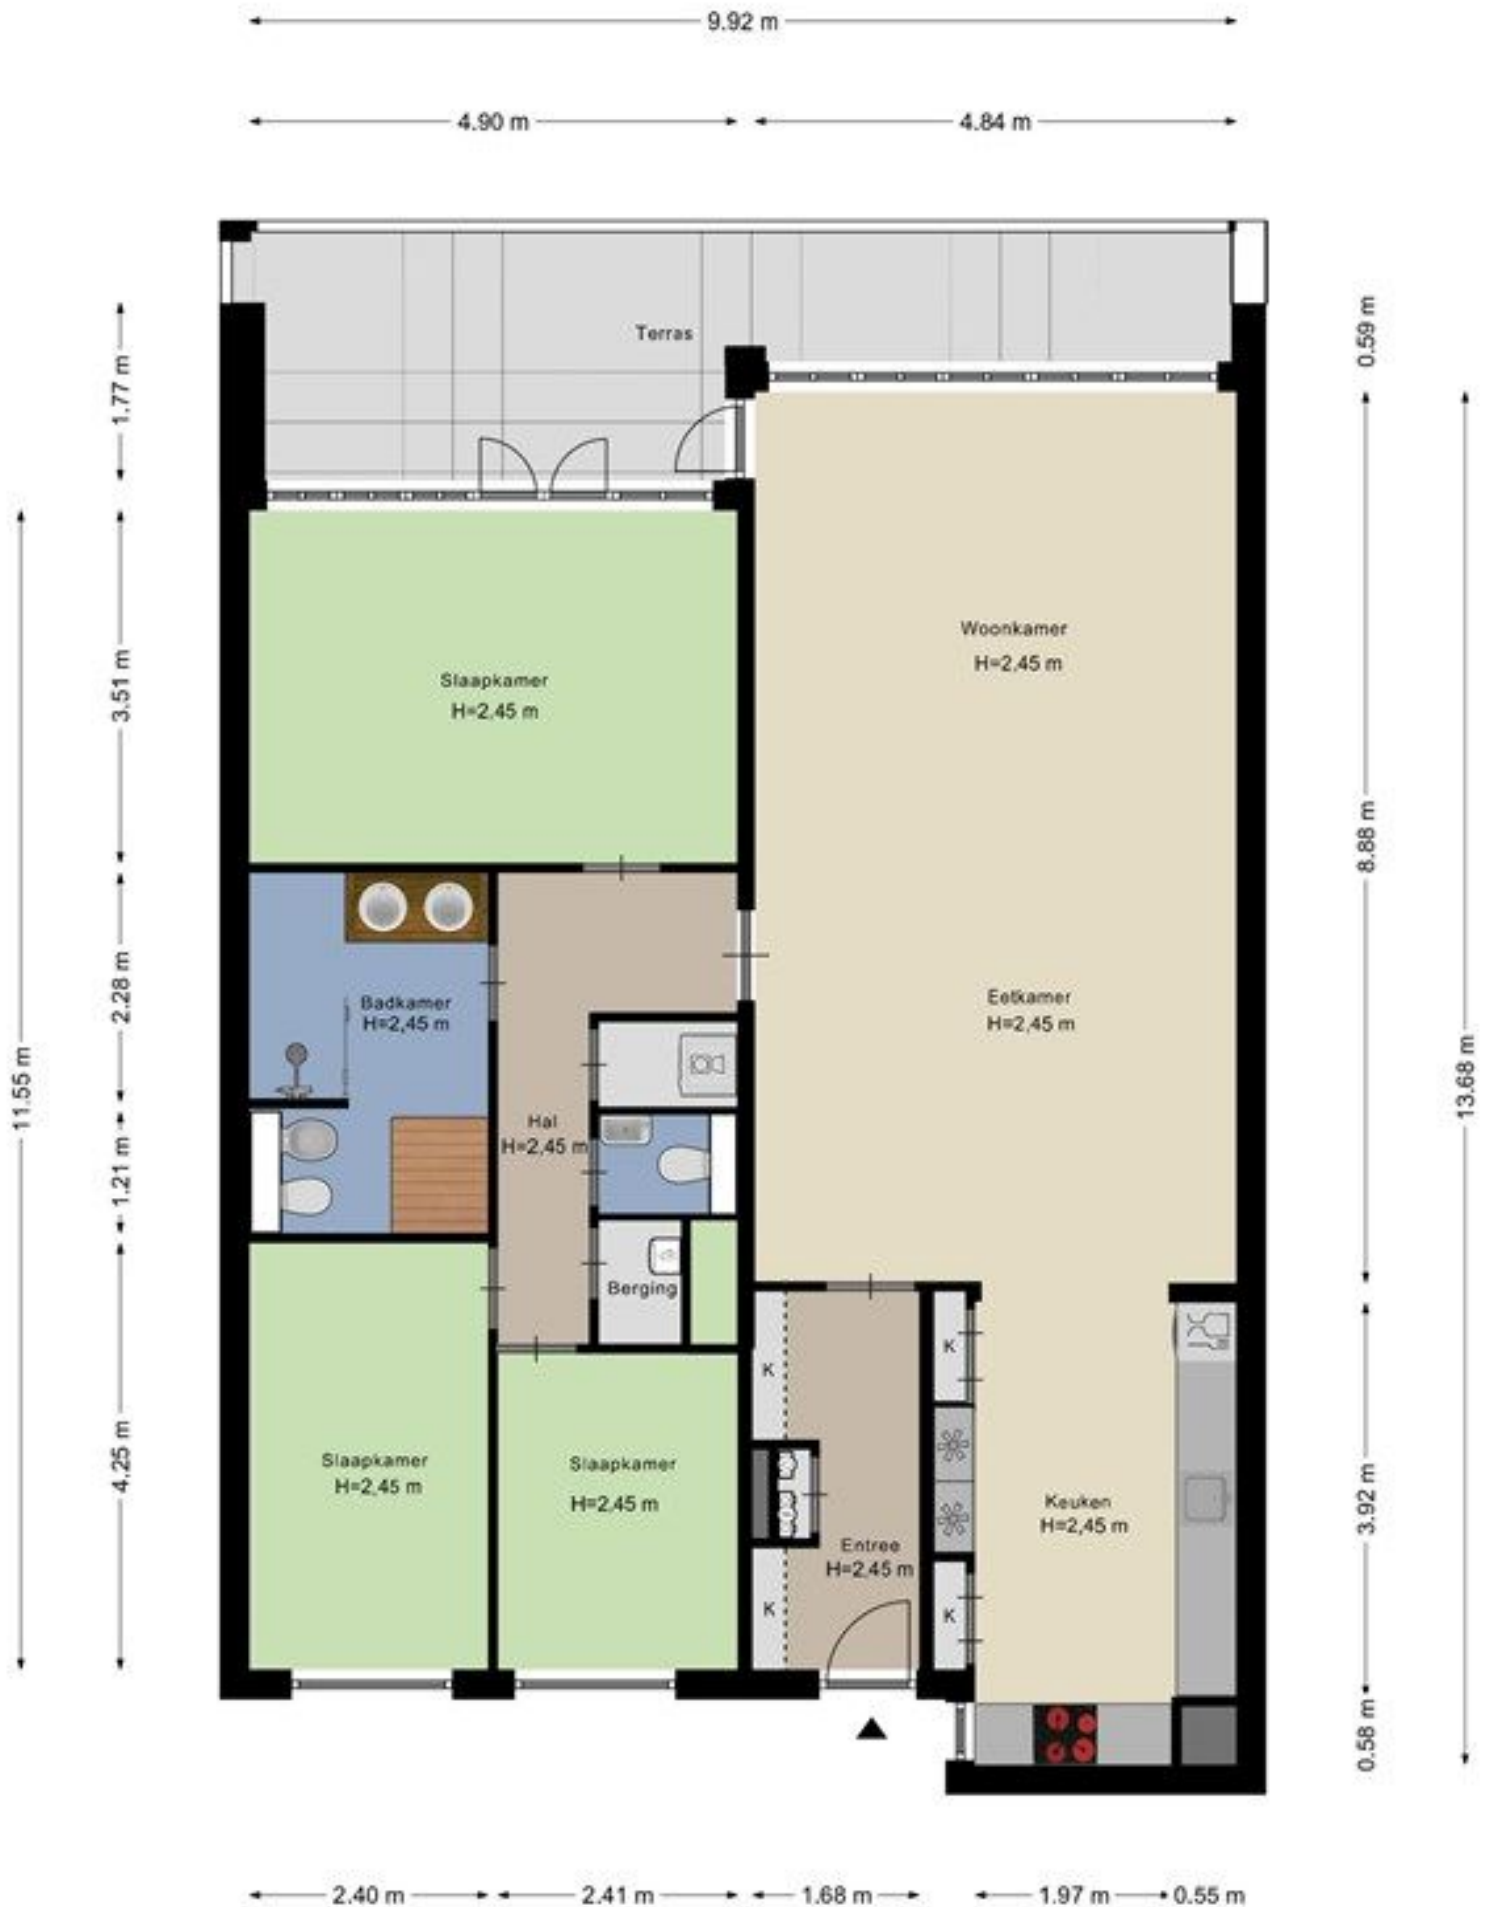 9.92 m
4.90 m
4.84 m
0.59 m
Terras
1.77 m
Woonkamer
H=2,45 m
3.51 m
Slaapkamer
H=2,45 m
8.88 m
2.28 m
Badkamer
H=2,45 m
Eetkamer
H=2,45 m
11.55 m
13.68 m
Hal
H=2,45 m
1.21 m
Berging
K
K
4.25 m
Slaapkamer
H=2,45 m
Slaapkamer
H=2,45 m
Keuken
H=2,45 m
3.92 m
Entree
H=2,45 m
K
K
0.58 m
2.40 m
2.41 m
1.68 m
1.97 m
0.55 m